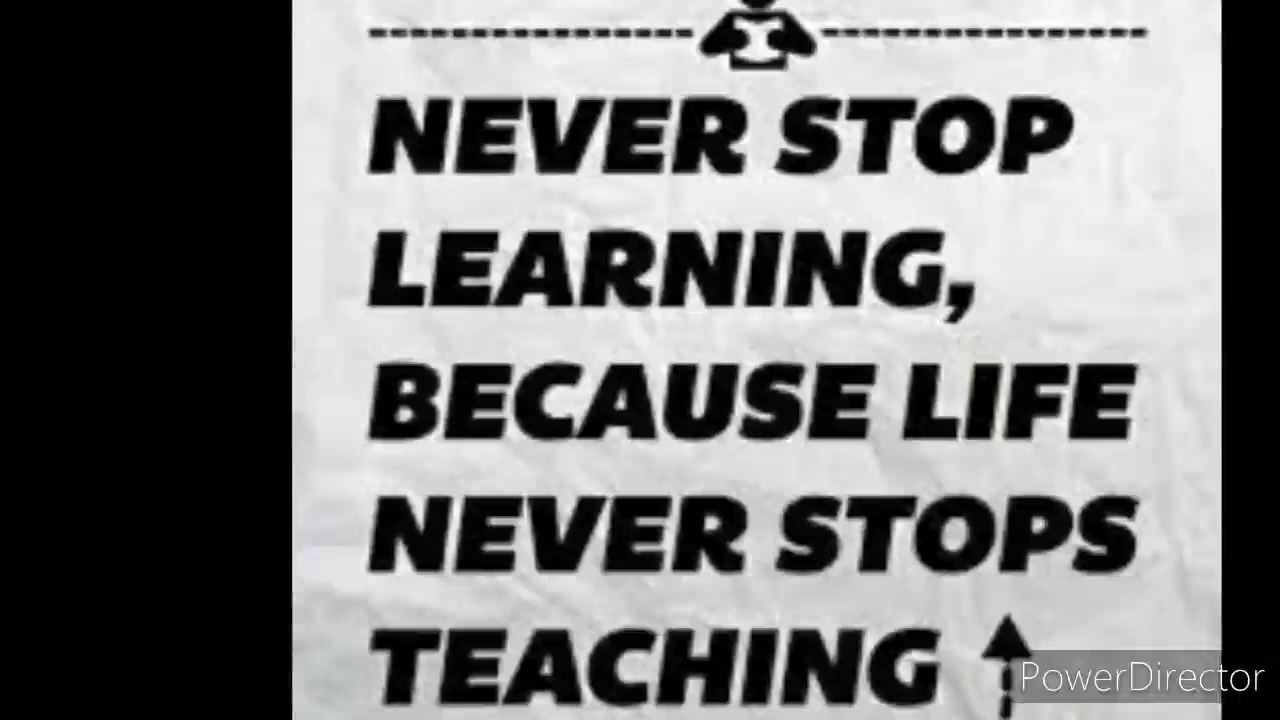 NEVER STOP
LEARNING,
BECAUSE LIFE
NEVER STOPS
TEACHING
PowerDirector